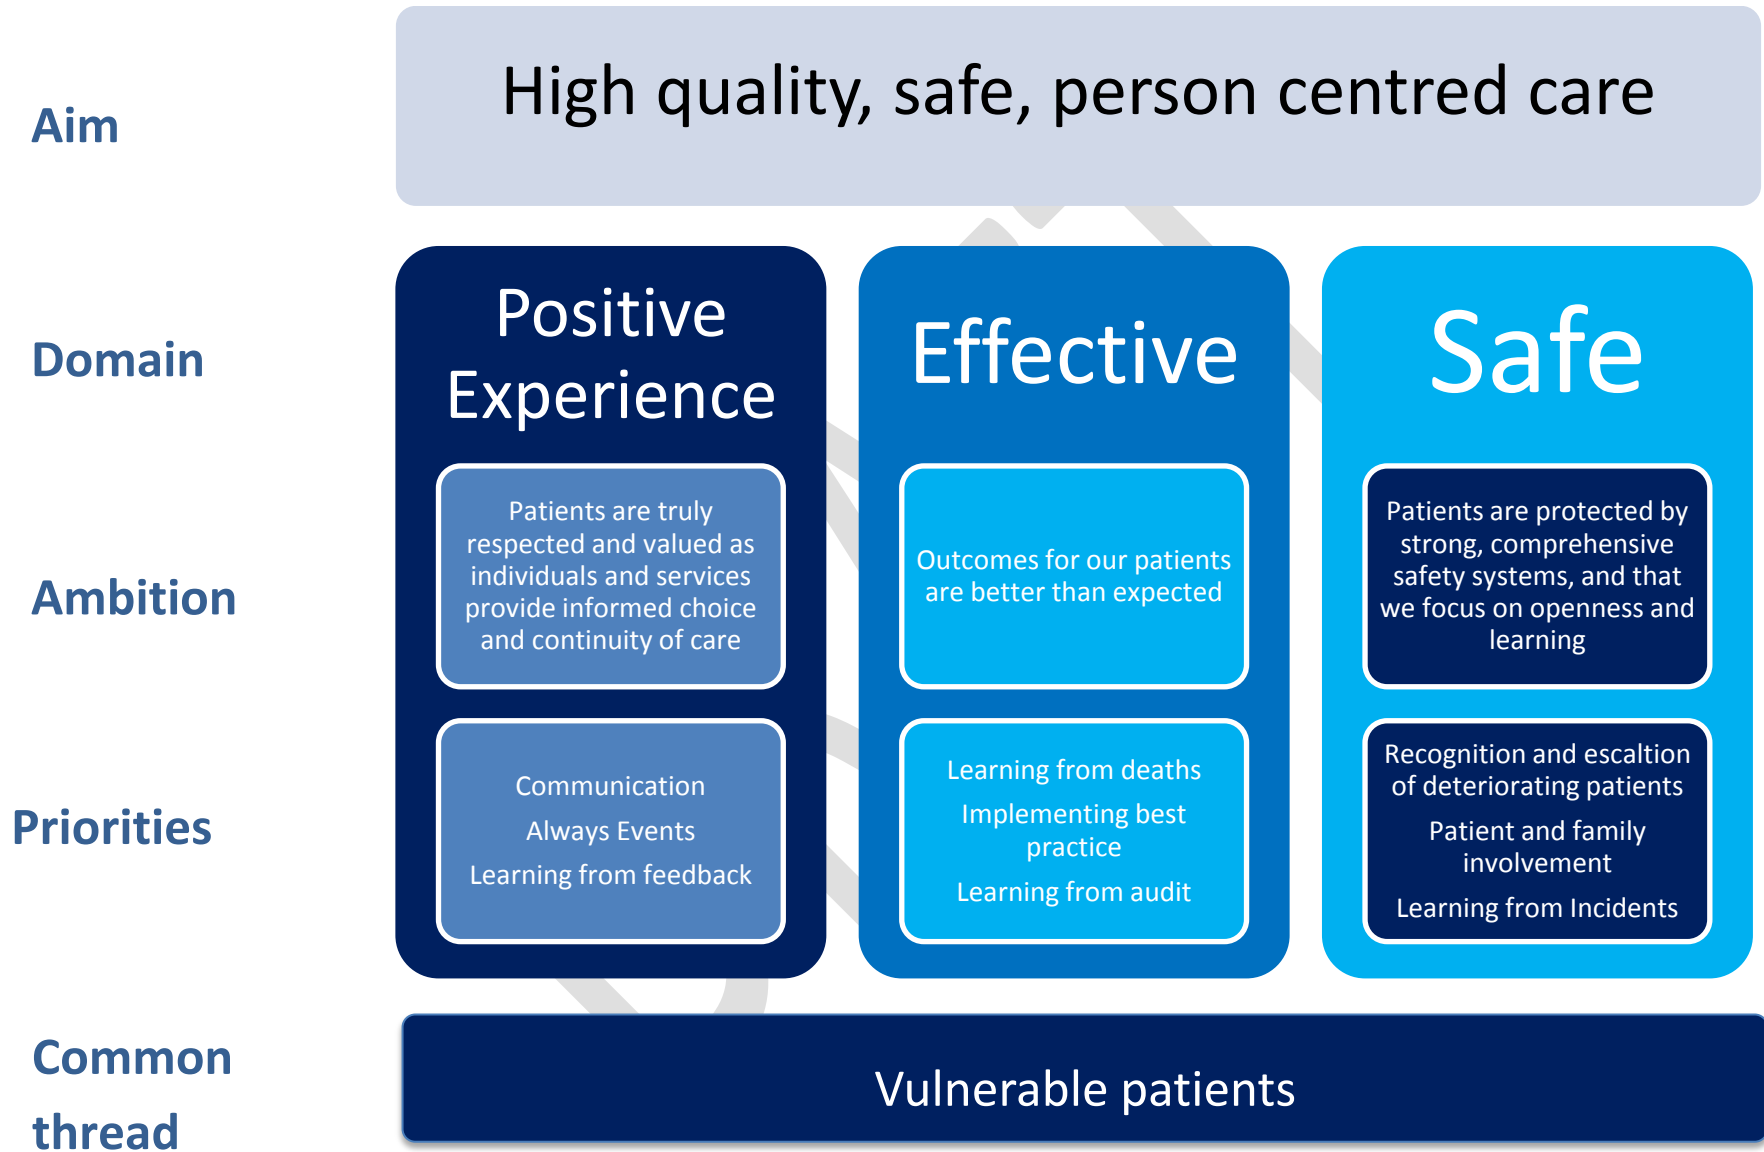 Aim
High quality, safe, person centred care
Domain
Positive
Experience
Effective
Safe
Ambition
Patients are truly
respected and valued as
individuals and services
provide informed choice
and continuity of care
Outcomes for our patients
are better than expected
Patients are protected by
strong, comprehensive
safety systems, and that
we focus on openness and
learning
Priorities
Communication
Always Events
Learning from feedback
Learning from deaths
Implementing best
practice
Learning from audit
Recognition and escaltion
of deteriorating patients
Patient and family
involvement
Learning from Incidents
Common
thread
Vulnerable patients